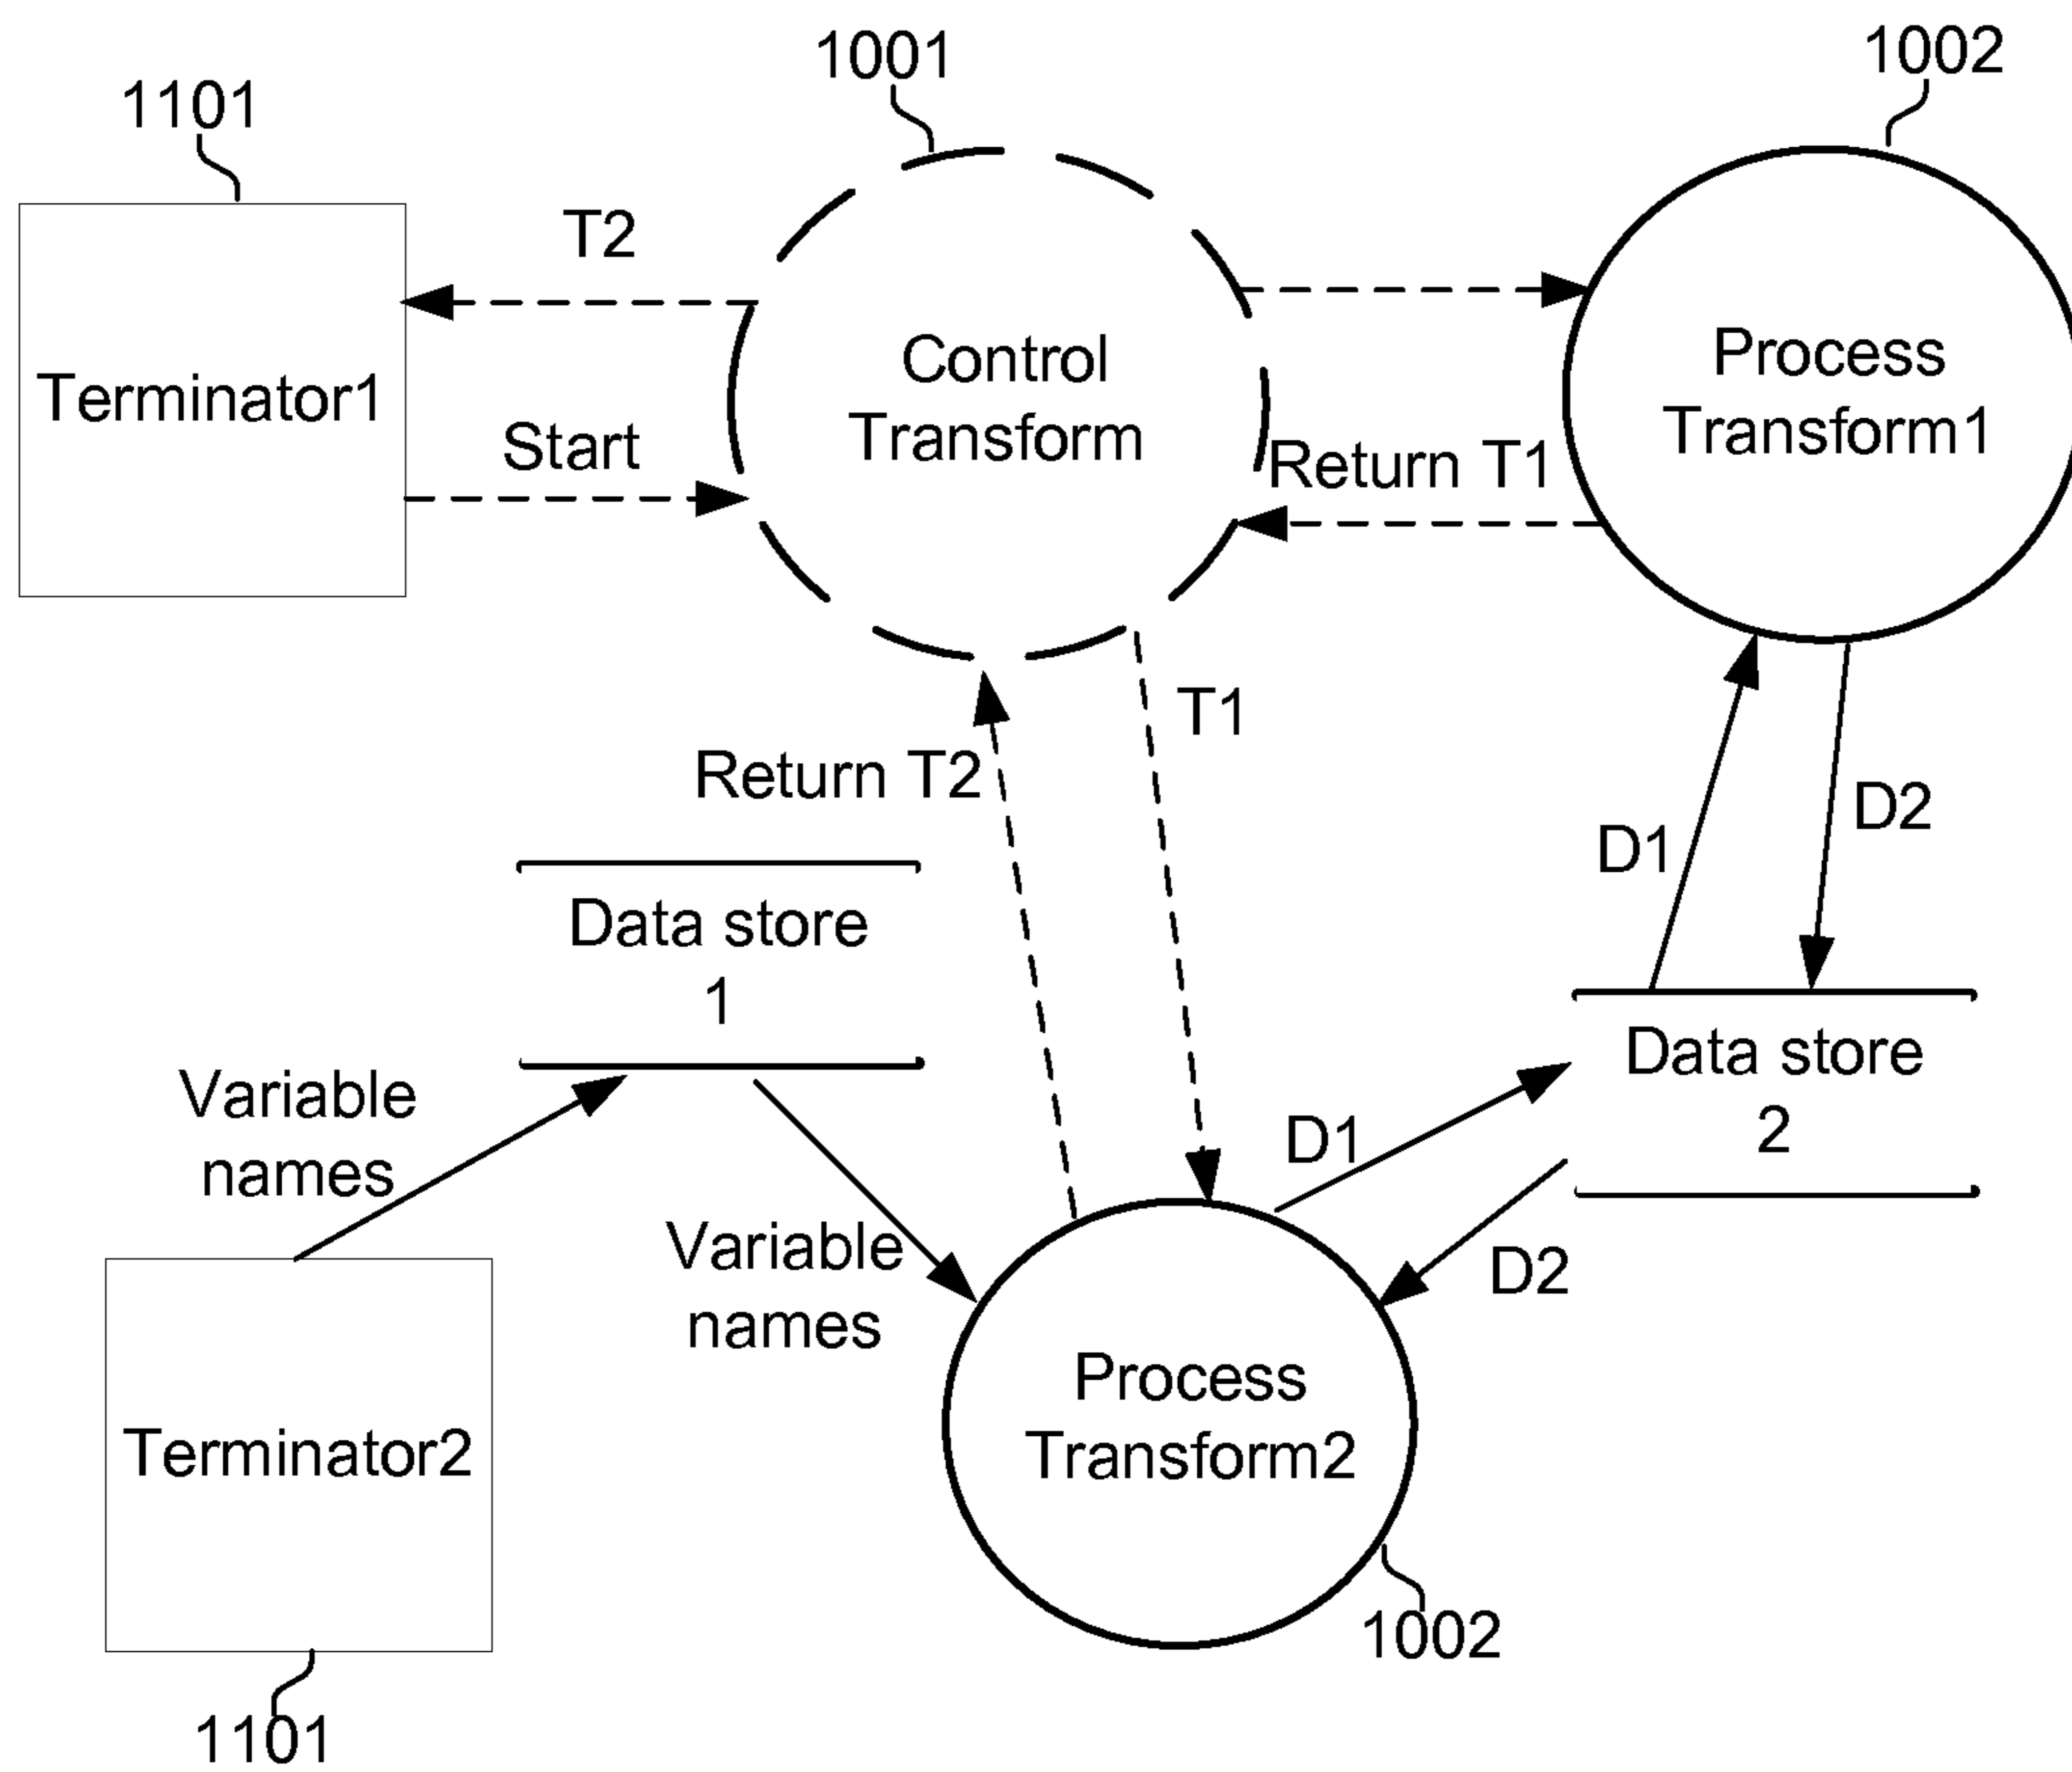 1001
1002
1101
T2
Control
Transform
Process
Transform1
Terminator1
Start
Return T1
T1
Return T2
D1
D2
Data store
1
Data store
2
Variable
names
D1
Variable
names
D2
Process
Transform2
Terminator2
1002
1101